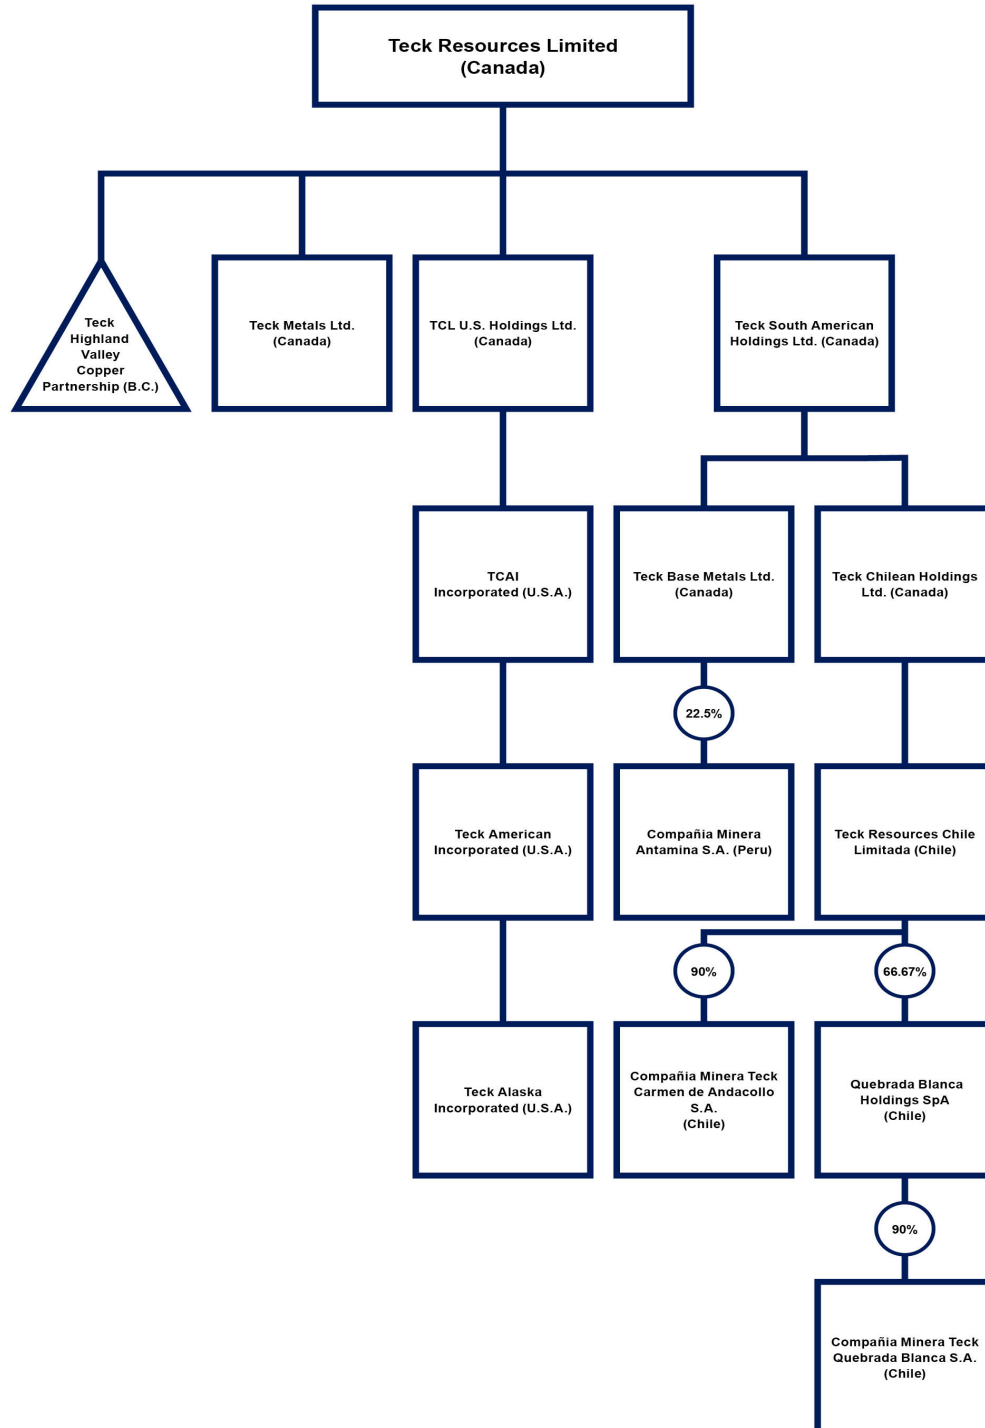 Teck Resources Limited
(Canada)
Teck
Highland
Valley
Copper
Partnership (B.C.)
Teck Metals Ltd.
(Canada)
TCL U.S. Holdings Ltd.
(Canada)
Teck South American
Holdings Ltd. (Canada)
TCAI
Incorporated (U.S.A.)
Teck Base Metals Ltd.
(Canada)
Teck Chilean Holdings
Ltd. (Canada)
22.5%
Teck American
Incorporated (U.S.A.)
Compañia Minera
Antamina S.A. (Peru)
Teck Resources Chile
Limitada (Chile)
90%
66.67%
Teck Alaska
Incorporated (U.S.A.)
Compañia Minera Teck
Carmen de Andacollo
S.A.
(Chile)
Quebrada Blanca
Holdings SpA
(Chile)
90%
Compañia Minera Teck
Quebrada Blanca S.A.
(Chile)